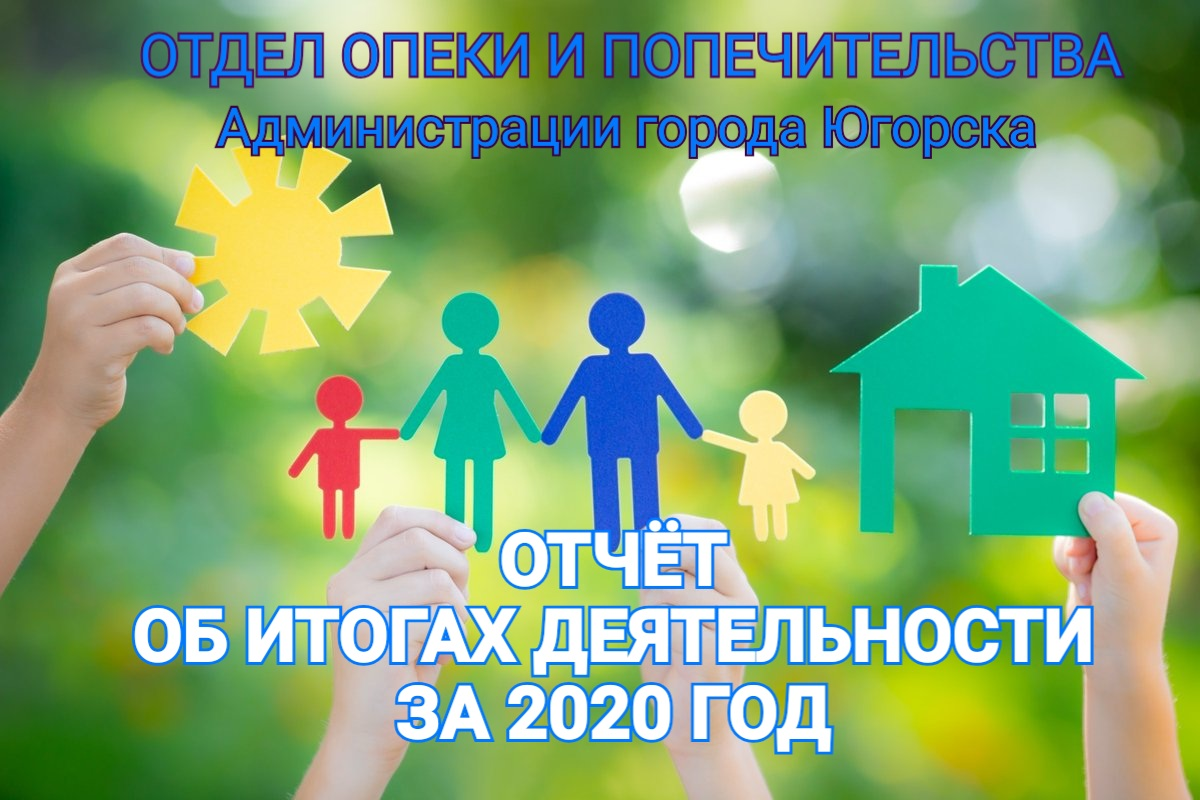 ОТДЕЛ ОПЕКИ И ПОПЕЧИТЕЛЬСТВА
Администрации города Югорска
ОТЧЁТ
ОБ ИТОГАХ ДЕЯТЕЛЬНОСТИ
ЗА 2020 ГОД